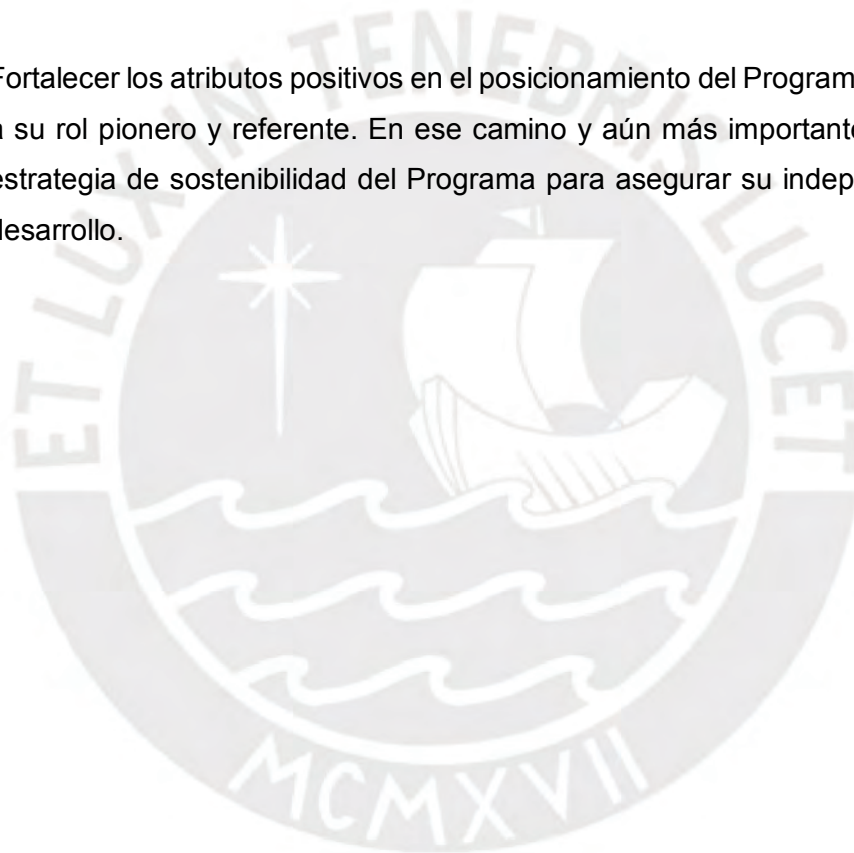 Fortalecer los atributos positivos en el posicionamiento del Program
a su rol pionero y referente. En ese camino y aún más importante
estrategia de sostenibilidad del Programa para asegurar su indep
desarrollo.
ET LUX IN TENEBRIS LUCET
MCMXVII